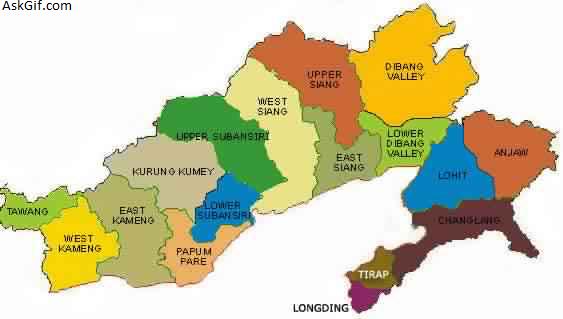 AskGif.com
DIBANG
VALLEY
UPPER
SIANG
WEST
SIANG
UPPER SUBANSIRI
LOWER
DIBANG
VALLEY
ANJAW
EAST
SIANG
KURUNG KUMEY
LOHIT
TAWANG
EAST
KAMENG
LOWER
SUBANSIRI
CHANGLANG
WEST
KAMENG
PAPUM
PARE
TIRAP
LONGDING